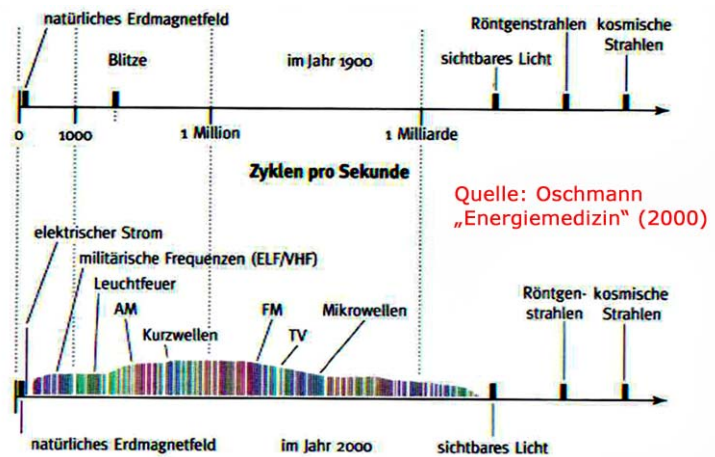 natürliches Erdmagnetfeld
Blitze
im Jahr 1900
sichtbares Licht
Röntgenstrahlen
kosmische
Strahlen
0
1000
1 Million
1 Milliarde
Zyklen pro Sekunde
Quelle: Oschmann
„Energiemedizin“ (2000)
elektrischer Strom
militärische Frequenzen (ELF/VHF)
Leuchtfeuer
AM
Kurzwellen
FM
TV
Mikrowellen
Röntgen-
strahlen
kosmische
Strahlen
natürliches Erdmagnetfeld
im Jahr 2000
sichtbares Licht